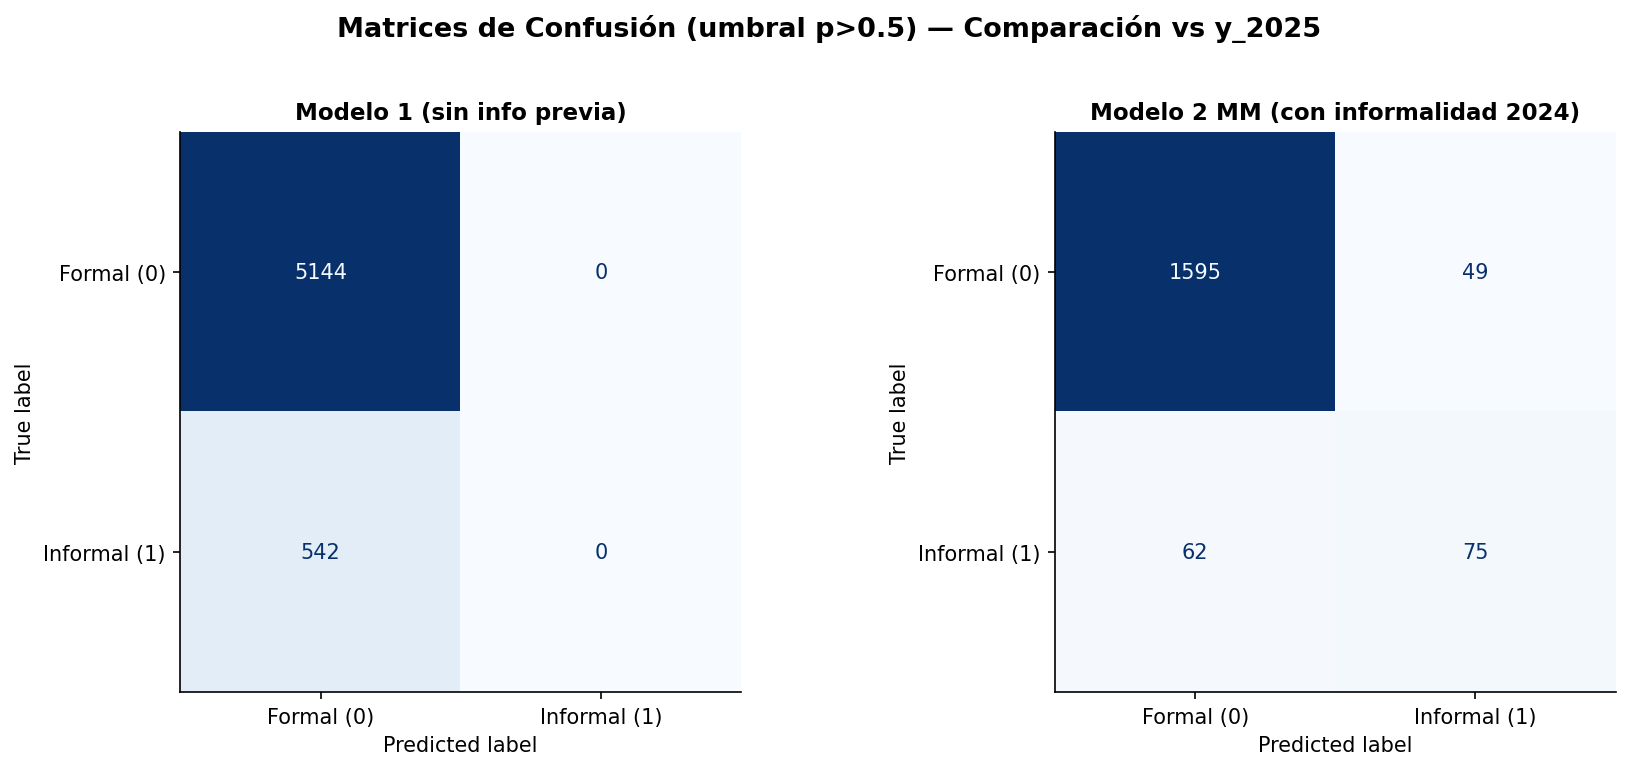 Matrices de Confusión (umbral p>0.5) — Comparación vs y_2025
Modelo 1 (sin info previa)
Formal (0)
5144
0
True label
Informal (1)
542
0
Formal (0)
Informal (1)
Predicted label
Modelo 2 MM (con informalidad 2024)
Formal (0)
1595
49
True label
Informal (1)
62
75
Formal (0)
Informal (1)
Predicted label